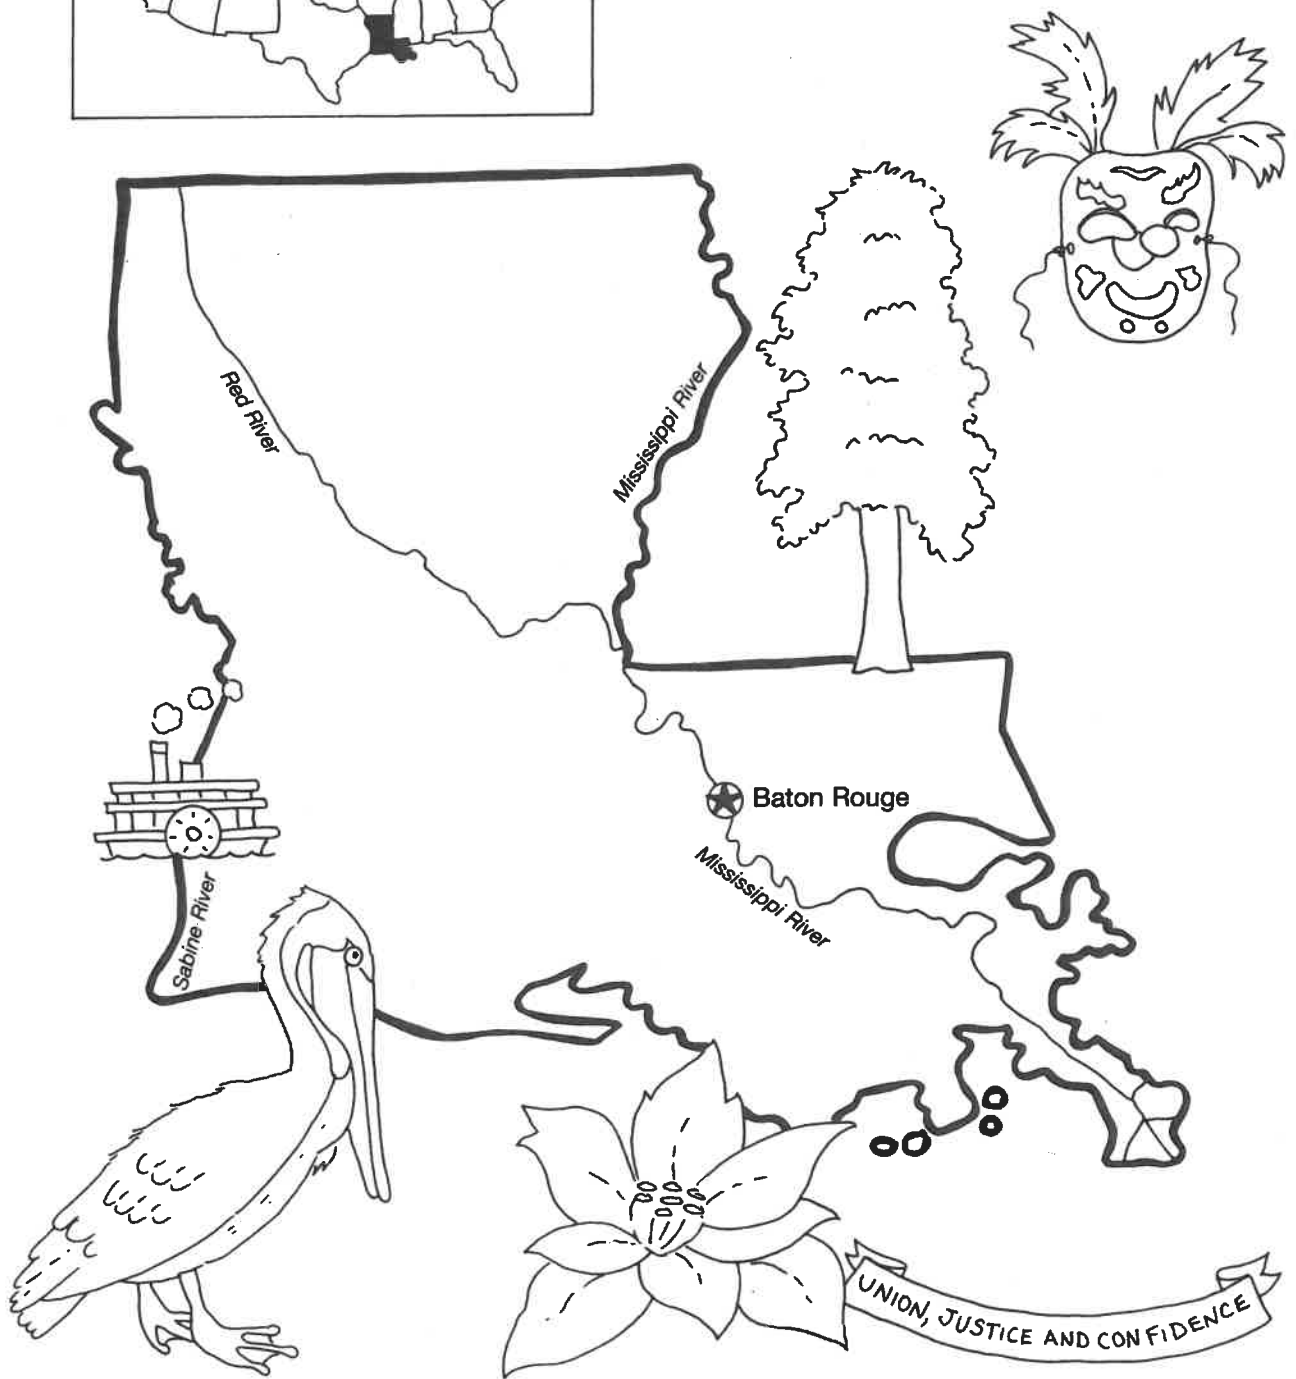 Red River
Mississippi River
Baton Rouge
Mississippi River
Sabine River
UNION, JUSTICE AND CONFIDENCE